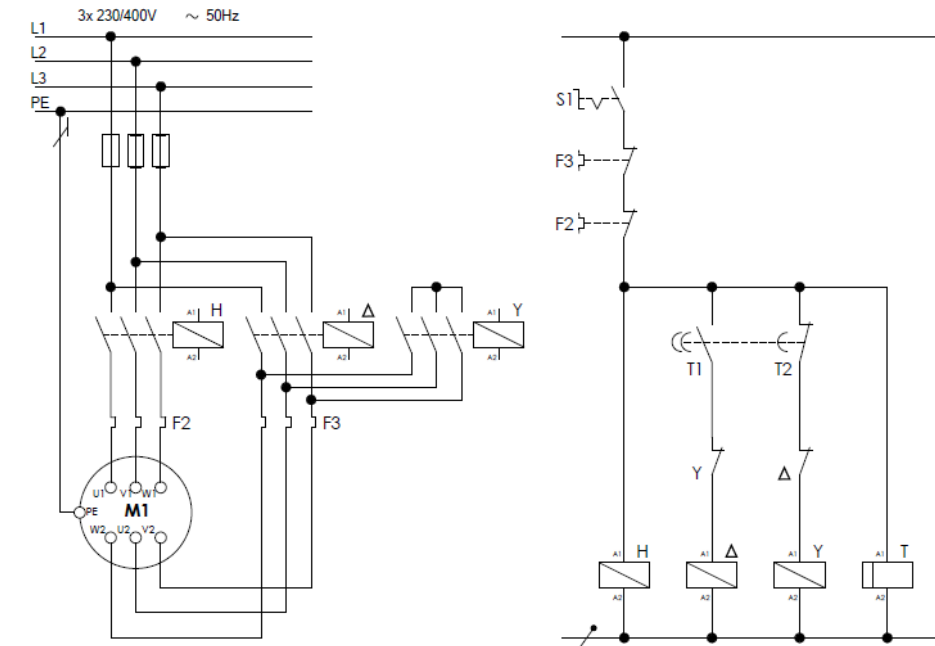 3x 230/400V ~ 50Hz
L1
L2
L3
PE
S1
F3
F2
A1 H
A2
A1 Δ
A2
A1 Y
A2
T1
T2
F2
F3
Y
Δ
U1 V1 W1
M1
PE
W2 U2 V2
A1 H
A2
A1 Δ
A2
A1 Y
A2
A1 T
A2